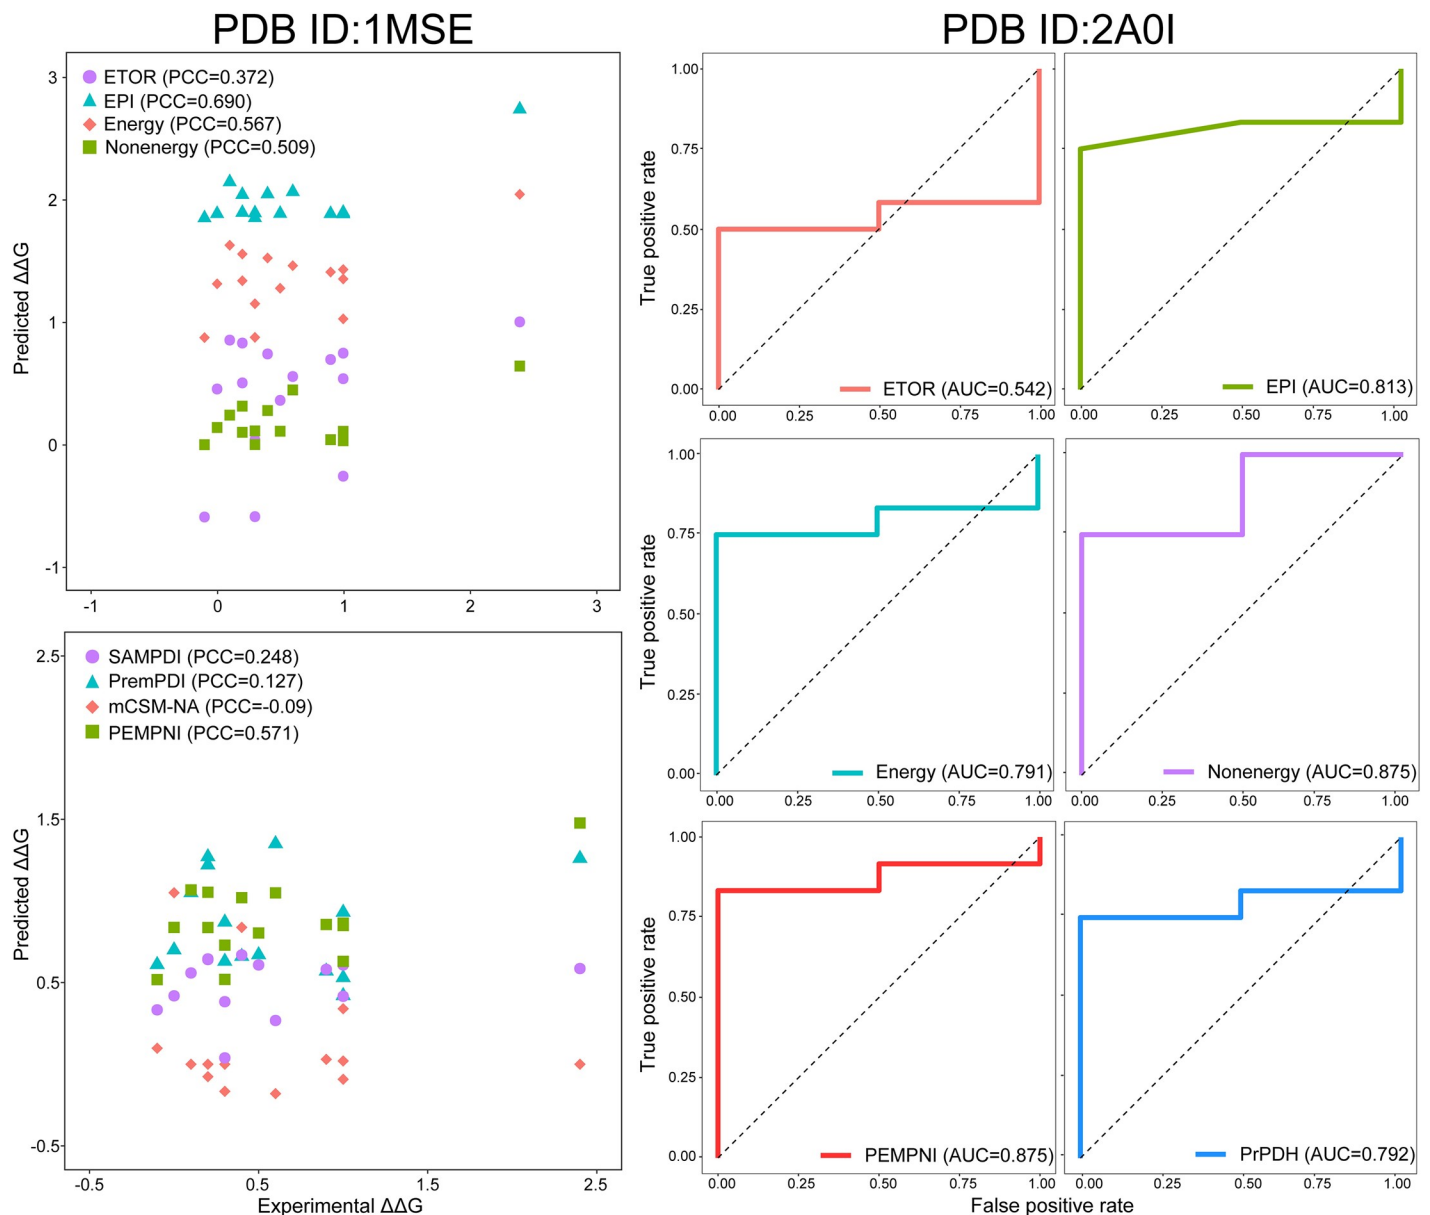 PDB ID:1MSE
ETOR (PCC=0.372)
EPI (PCC=0.690)
Energy (PCC=0.567)
Nonenergy (PCC=0.509)
3
2
1
0
-1
Predicted ΔΔG
-1 0 1 2 3
SAMPDI (PCC=0.248)
PremPDI (PCC=0.127)
mCSM-NA (PCC=-0.09)
PEMPNI (PCC=0.571)
2.5
1.5
0.5
-0.5
Predicted ΔΔG
-0.5 0.5 1.5 2.5
Experimental ΔΔG
PDB ID:2A0I
1.00
0.75
0.50
0.25
0.00
True positive rate
ETOR (AUC=0.542)
0.00 0.25 0.50 0.75 1.00
EPI (AUC=0.813)
0.00 0.25 0.50 0.75 1.00
1.00
0.75
0.50
0.25
0.00
True positive rate
Energy (AUC=0.791)
0.00 0.25 0.50 0.75 1.00
Nonenergy (AUC=0.875)
0.00 0.25 0.50 0.75 1.00
1.00
0.75
0.50
0.25
0.00
True positive rate
PEMPNI (AUC=0.875)
0.00 0.25 0.50 0.75 1.00
PrPDH (AUC=0.792)
0.00 0.25 0.50 0.75 1.00
False positive rate